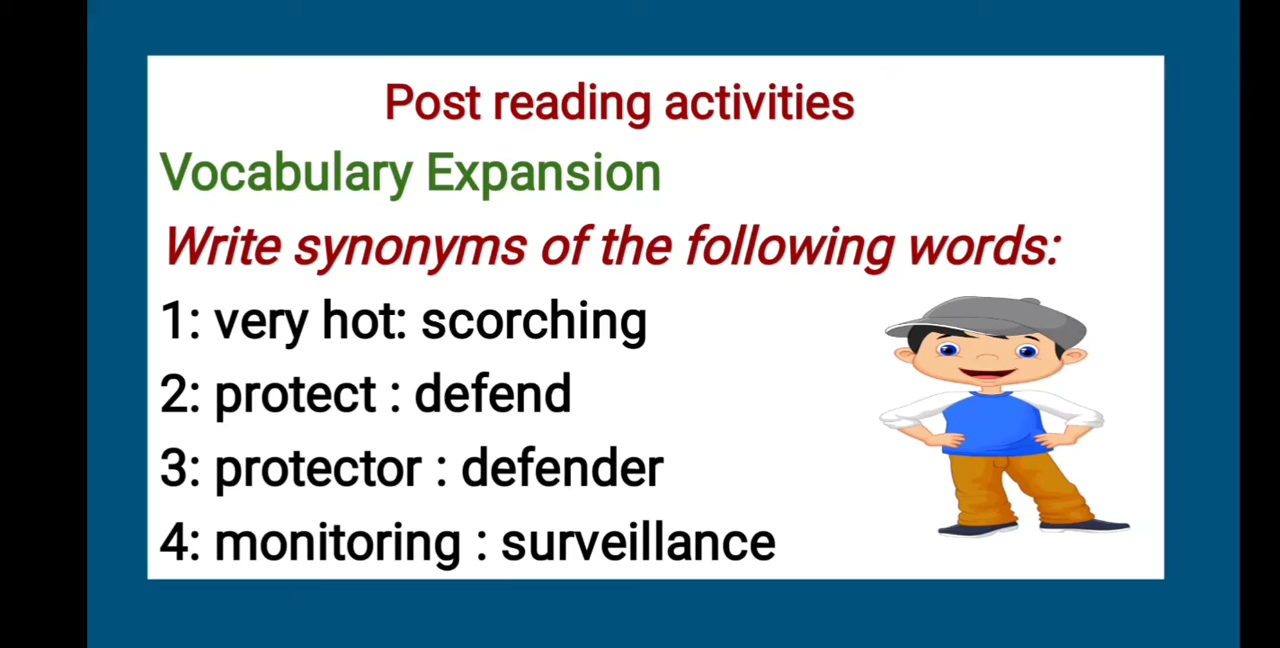 Post reading activities
Vocabulary Expansion
Write synonyms of the following words:
1: very hot: scorching
2: protect : defend
3: protector : defender
4: monitoring : surveillance